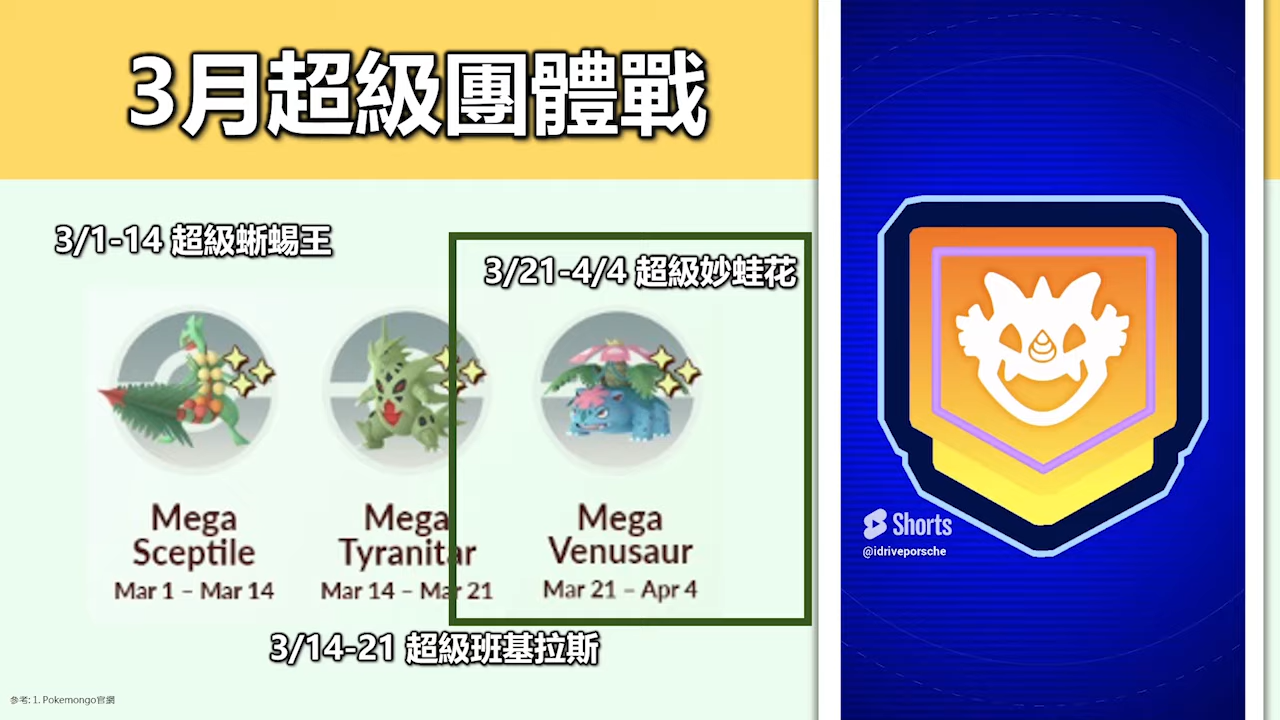 3月超級團體戰
3/1-14 超級蜥蜴王
3/21-4/4 超級妙蛙花
Mega
Sceptile
Mar 1 – Mar 14
Mega
Tyranitar
Mar 14 – Mar 21
Mega
Venusaur
Mar 21 – Apr 4
3/14-21 超級班基拉斯
Shorts
@idriveporsche
參考: 1. Pokemongo官網